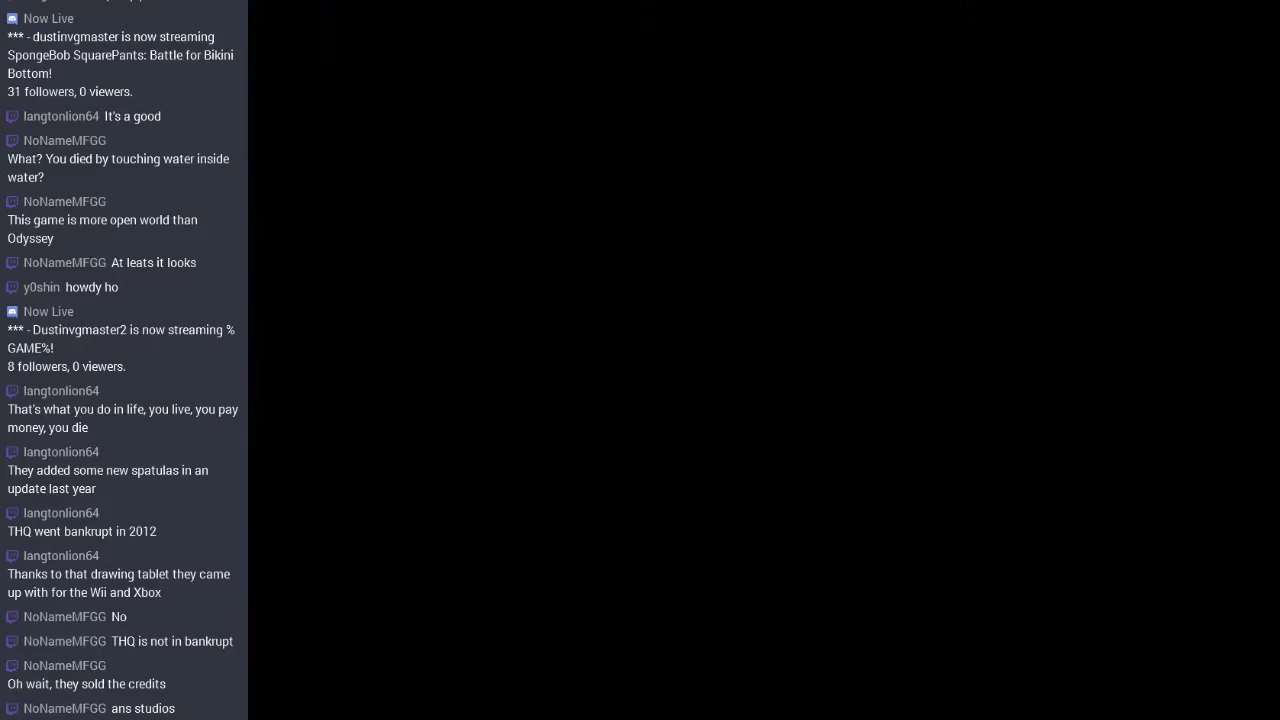 Now Live
*** - dustinvgmaster is now streaming
SpongeBob SquarePants: Battle for Bikini
Bottom!
31 followers, 0 viewers.
langtonlion64 It's a good
NoNameMFGG
What? You died by touching water inside
water?
NoNameMFGG
This game is more open world than
Odyssey
NoNameMFGG At leats it looks
y0shin howdy ho
Now Live
*** - Dustinvgmaster2 is now streaming %
GAME%!
8 followers, 0 viewers.
langtonlion64
That's what you do in life, you live, you pay
money, you die
langtonlion64
They added some new spatulas in an
update last year
langtonlion64
THQ went bankrupt in 2012
langtonlion64
Thanks to that drawing tablet they came
up with for the Wii and Xbox
NoNameMFGG No
NoNameMFGG THQ is not in bankrupt
NoNameMFGG
Oh wait, they sold the credits
NoNameMFGG ans studios